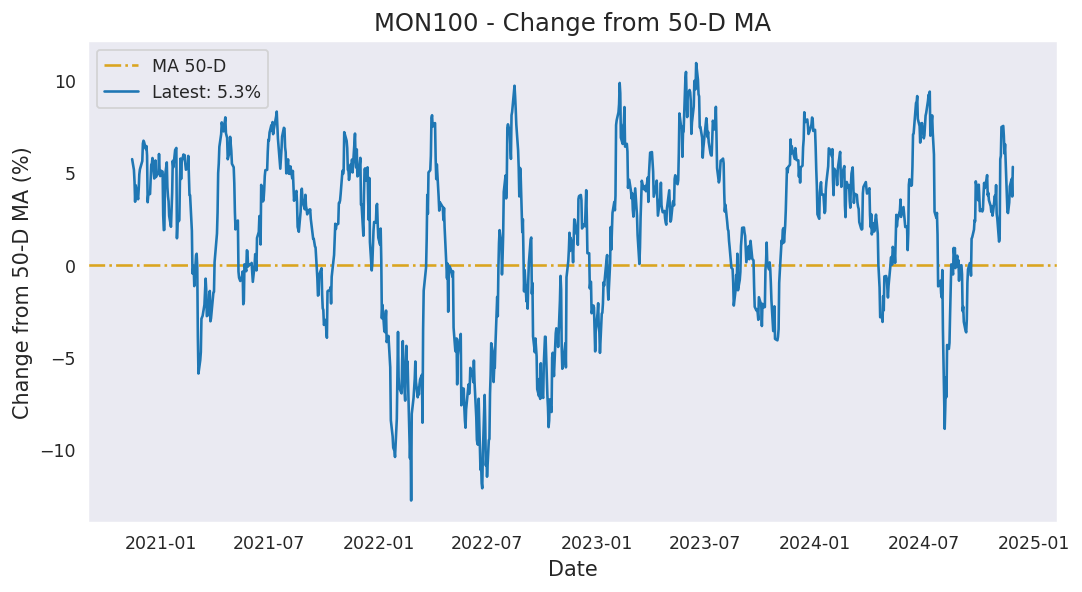 MON100 - Change from 50-D MA
MA 50-D
Latest: 5.3%
Change from 50-D MA (%)
10
5
0
−5
−10
2021-01 2021-07 2022-01 2022-07 2023-01 2023-07 2024-01 2024-07 2025-01
Date